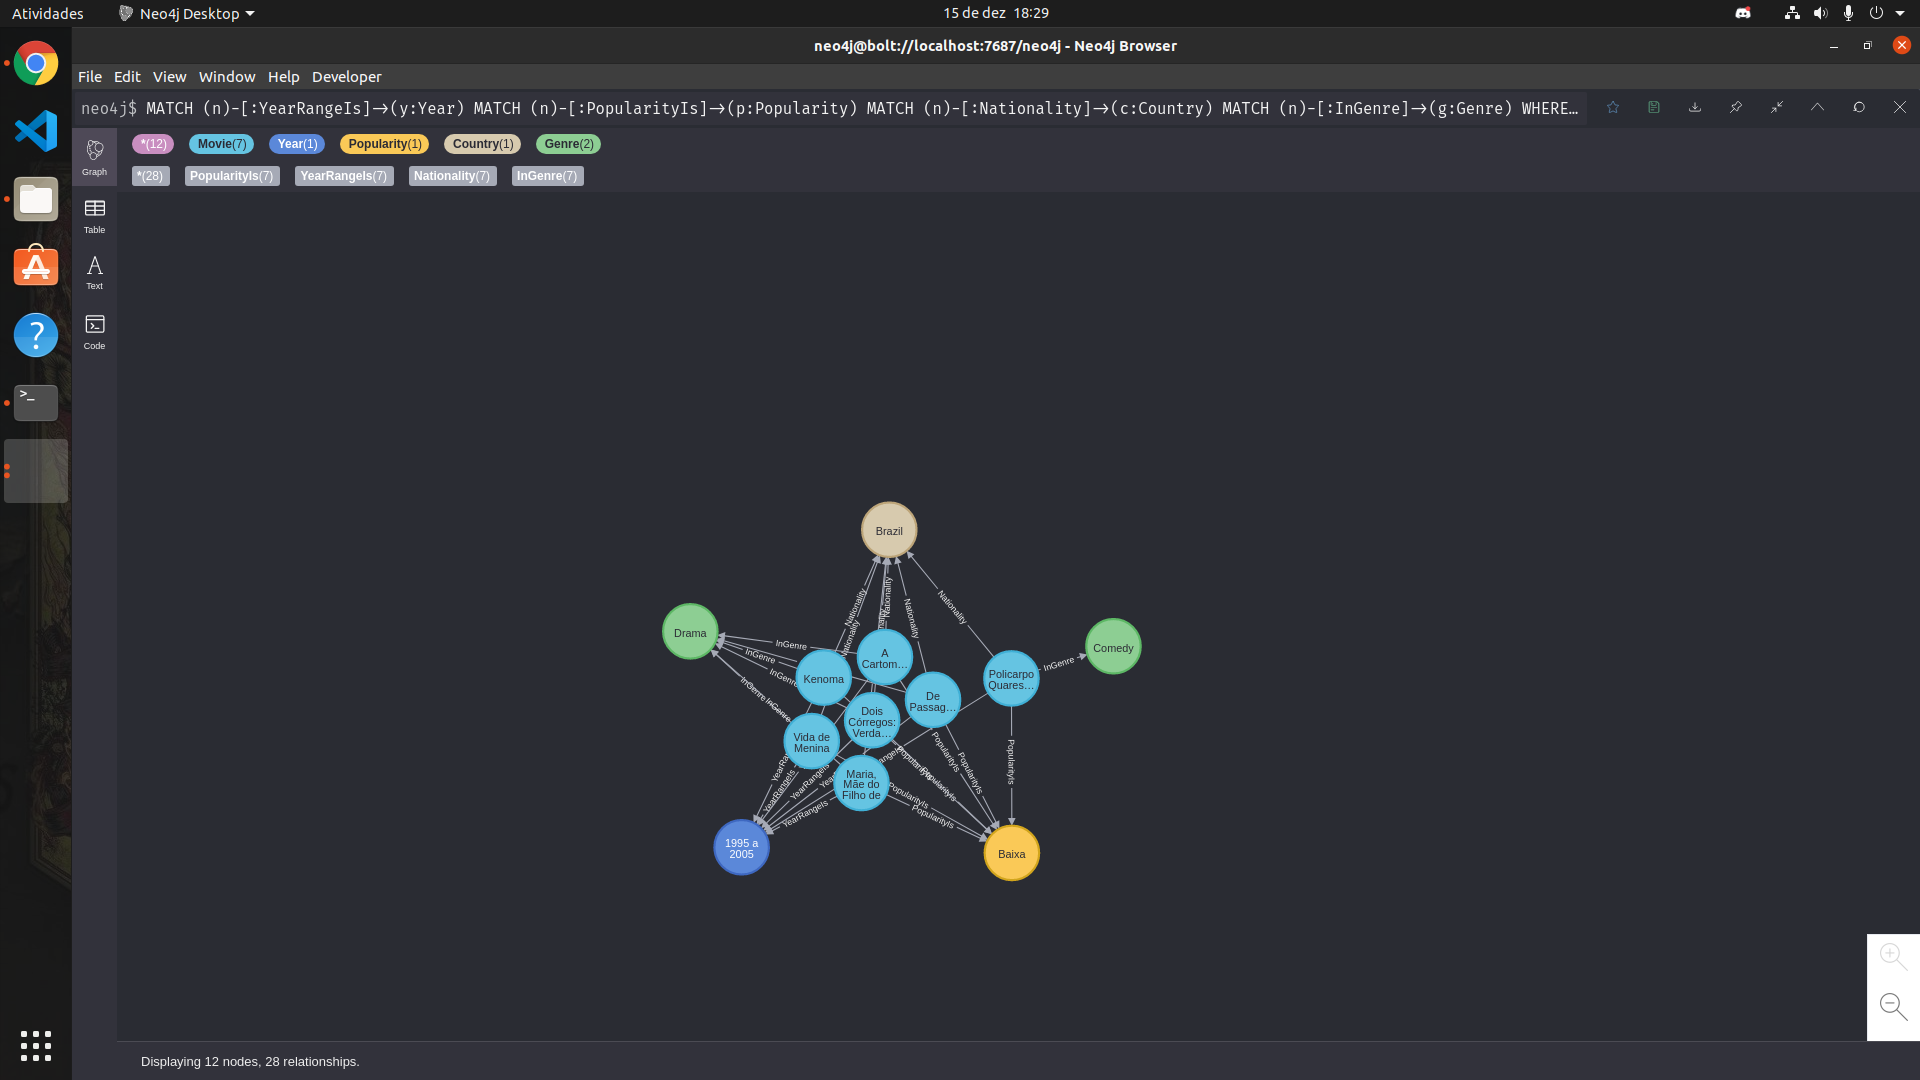 Atividades
Neo4j Desktop
15 de dez 18:29
neo4j@bolt://localhost:7687/neo4j - Neo4j Browser
File Edit View Window Help Developer
neo4j$ MATCH (n)-[:YearRangeIs]→(y:Year) MATCH (n)-[:PopularityIs]→(p:Popularity) MATCH (n)-[:Nationality]→(c:Country) MATCH (n)-[:InGenre]→(g:Genre) WHERE…
*(12) Movie(7) Year(1) Popularity(1) Country(1) Genre(2)
*(28) PopularityIs(7) YearRangeIs(7) Nationality(7) InGenre(7)
Graph
Table
Text
Code
Brazil
Nationality
Nationality
Nationality
Nationality
Nationality
Drama
InGenre
InGenre
InGenre
InGenre
InGenre
Comedy
InGenre
A
Cartom…
Kenoma
Policarpo
Quares…
De
Passag…
Dois
Córregos:
Verda…
Vida de
Menina
Maria,
Mãe do
Filho de
YearRangeIs
YearRangeIs
YearRangeIs
PopularityIs
PopularityIs
PopularityIs
PopularityIs
PopularityIs
PopularityIs
PopularityIs
1995 a
2005
Baixa
Displaying 12 nodes, 28 relationships.